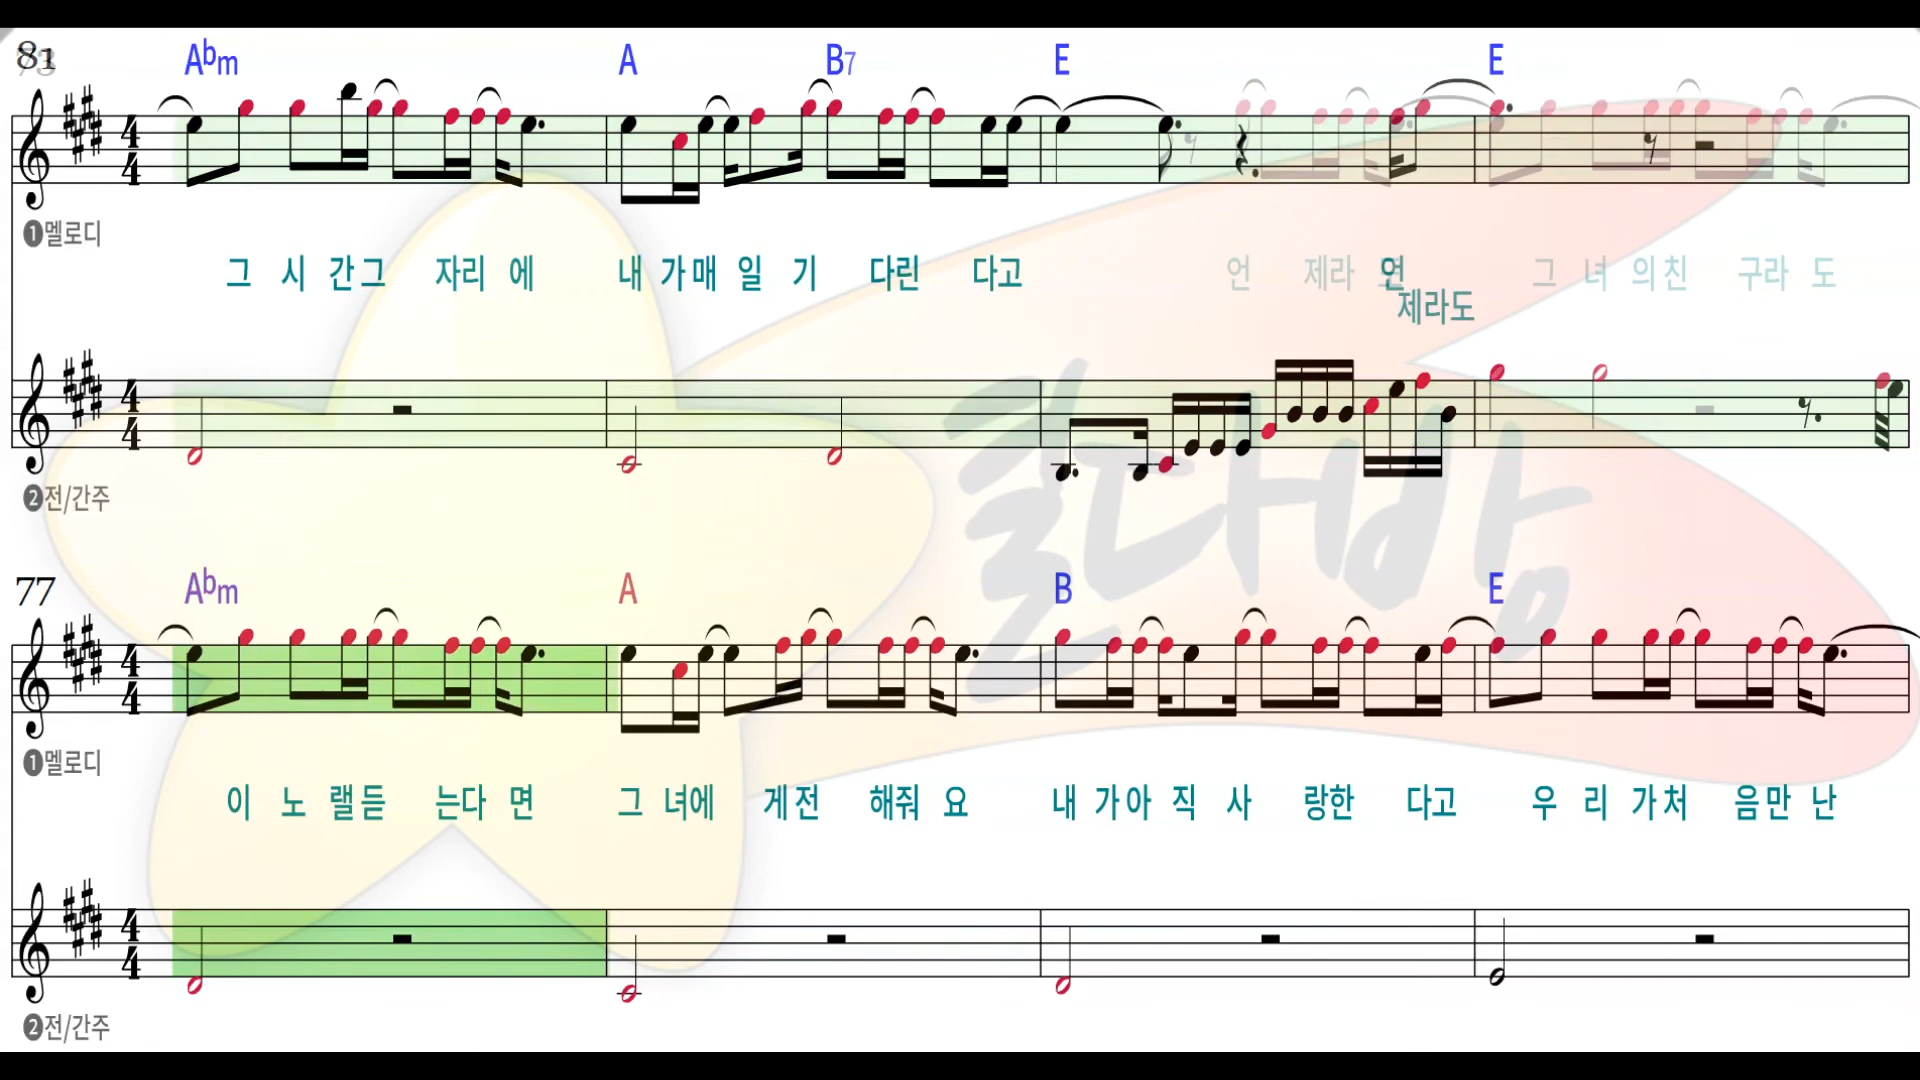 81
A♭m A B7 E E
❶멜로디
그 시 간그 자리 에 내 가매 일 기 다린 다고 언 제라 연 그 녀 의친 구라 도
제라도
❷전/간주
77
A♭m A B E
❶멜로디
이 노 랠듣 는다 면 그 녀에 게전 해줘 요 내 가아 직 사 랑한 다고 우 리 가처 음만 난
❷전/간주